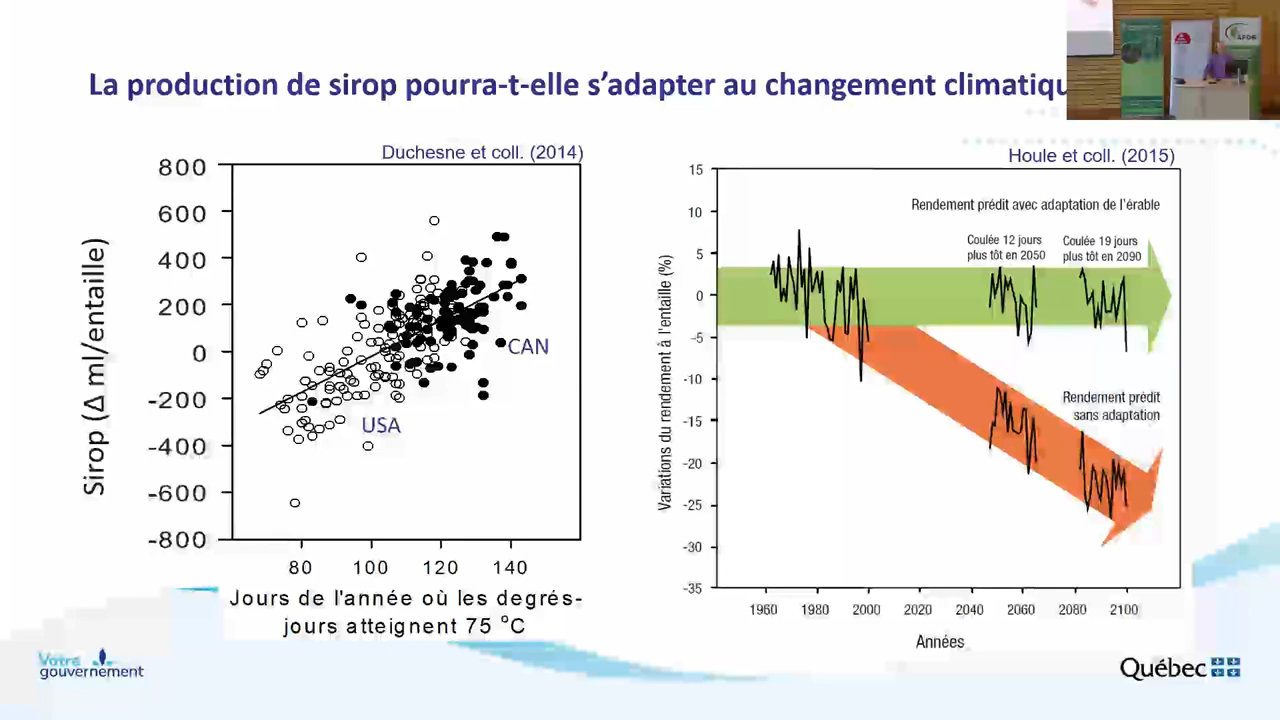 La production de sirop pourra-t-elle s'adapter au changement climatiqu
Duchesne et coll. (2014)
800
600
400
200
0
-200
-400
-600
-800
Sirop (Δ ml/entaille)
CAN
USA
80 100 120 140
Jours de l'année où les degrés-
jours atteignent 75 °C
Houle et coll. (2015)
15
10
5
0
-5
-10
-15
-20
-25
-30
-35
Variations du rendement à l'entaille (%)
Rendement prédit avec adaptation de l'érable
Coulée 12 jours
plus tôt en 2050
Coulée 19 jours
plus tôt en 2090
Rendement prédit
sans adaptation
1960 1980 2000 2020 2040 2060 2080 2100
Années
Votre
gouvernement
Québec